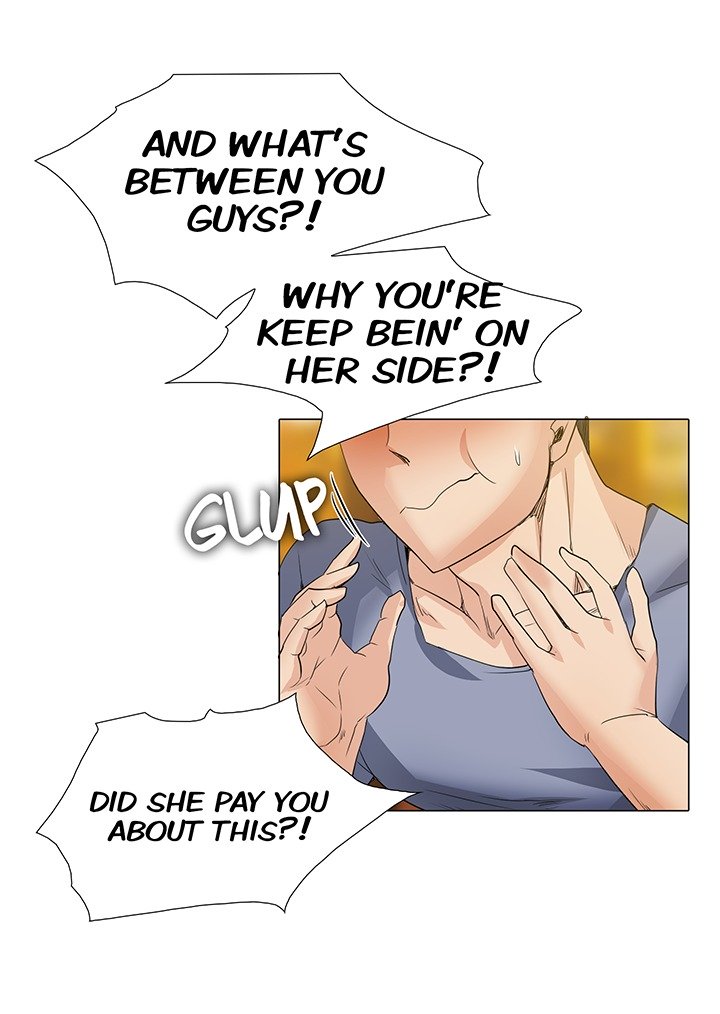 AND WHAT'S
BETWEEN YOU
GUYS?!
WHY YOU'RE
KEEP BEIN' ON
HER SIDE?!
GLUP
DID SHE PAY YOU
ABOUT THIS?!